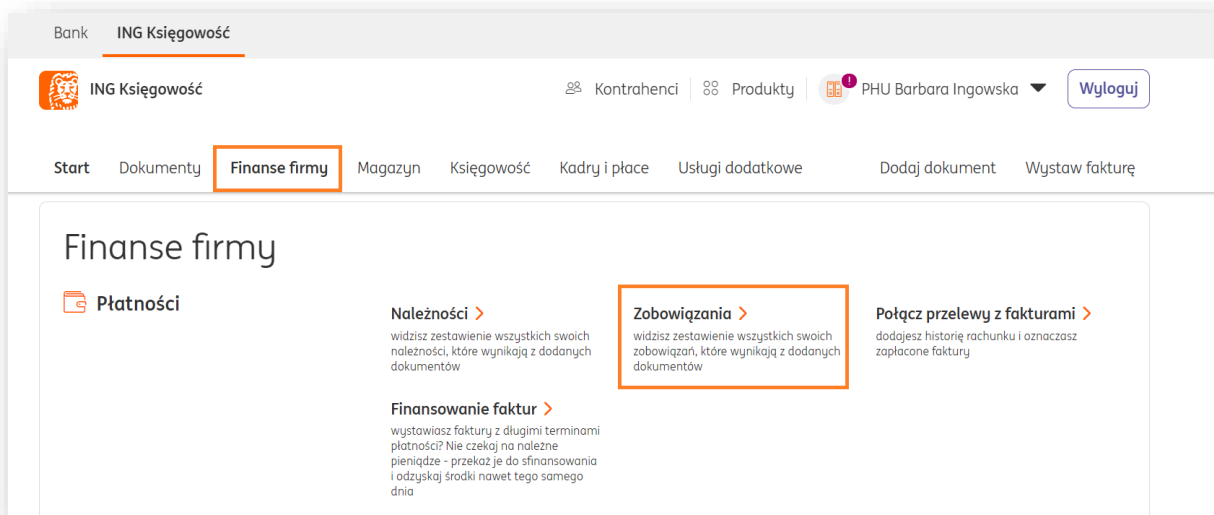 Bank ING Księgowość
ING Księgowość Kontrahenci Produkty ! PHU Barbara Ingowska Wyloguj
Start Dokumenty Finanse firmy Magazyn Księgowość Kadry i płace Usługi dodatkowe Dodaj dokument Wystaw fakturę
Finanse firmy
Płatności
Należności >
widzisz zestawienie wszystkich swoich
należności, które wynikają z dodanych
dokumentów
Zobowiązania >
widzisz zestawienie wszystkich swoich
zobowiązań, które wynikają z dodanych
dokumentów
Połącz przelewy z fakturami >
dodajesz historię rachunku i oznaczasz
zapłacone faktury
Finansowanie faktur >
wystawiasz faktury z długimi terminami
płatności? Nie czekaj na należne
pieniądze - przekaż je do sfinansowania
i odzyskaj środki nawet tego samego
dnia